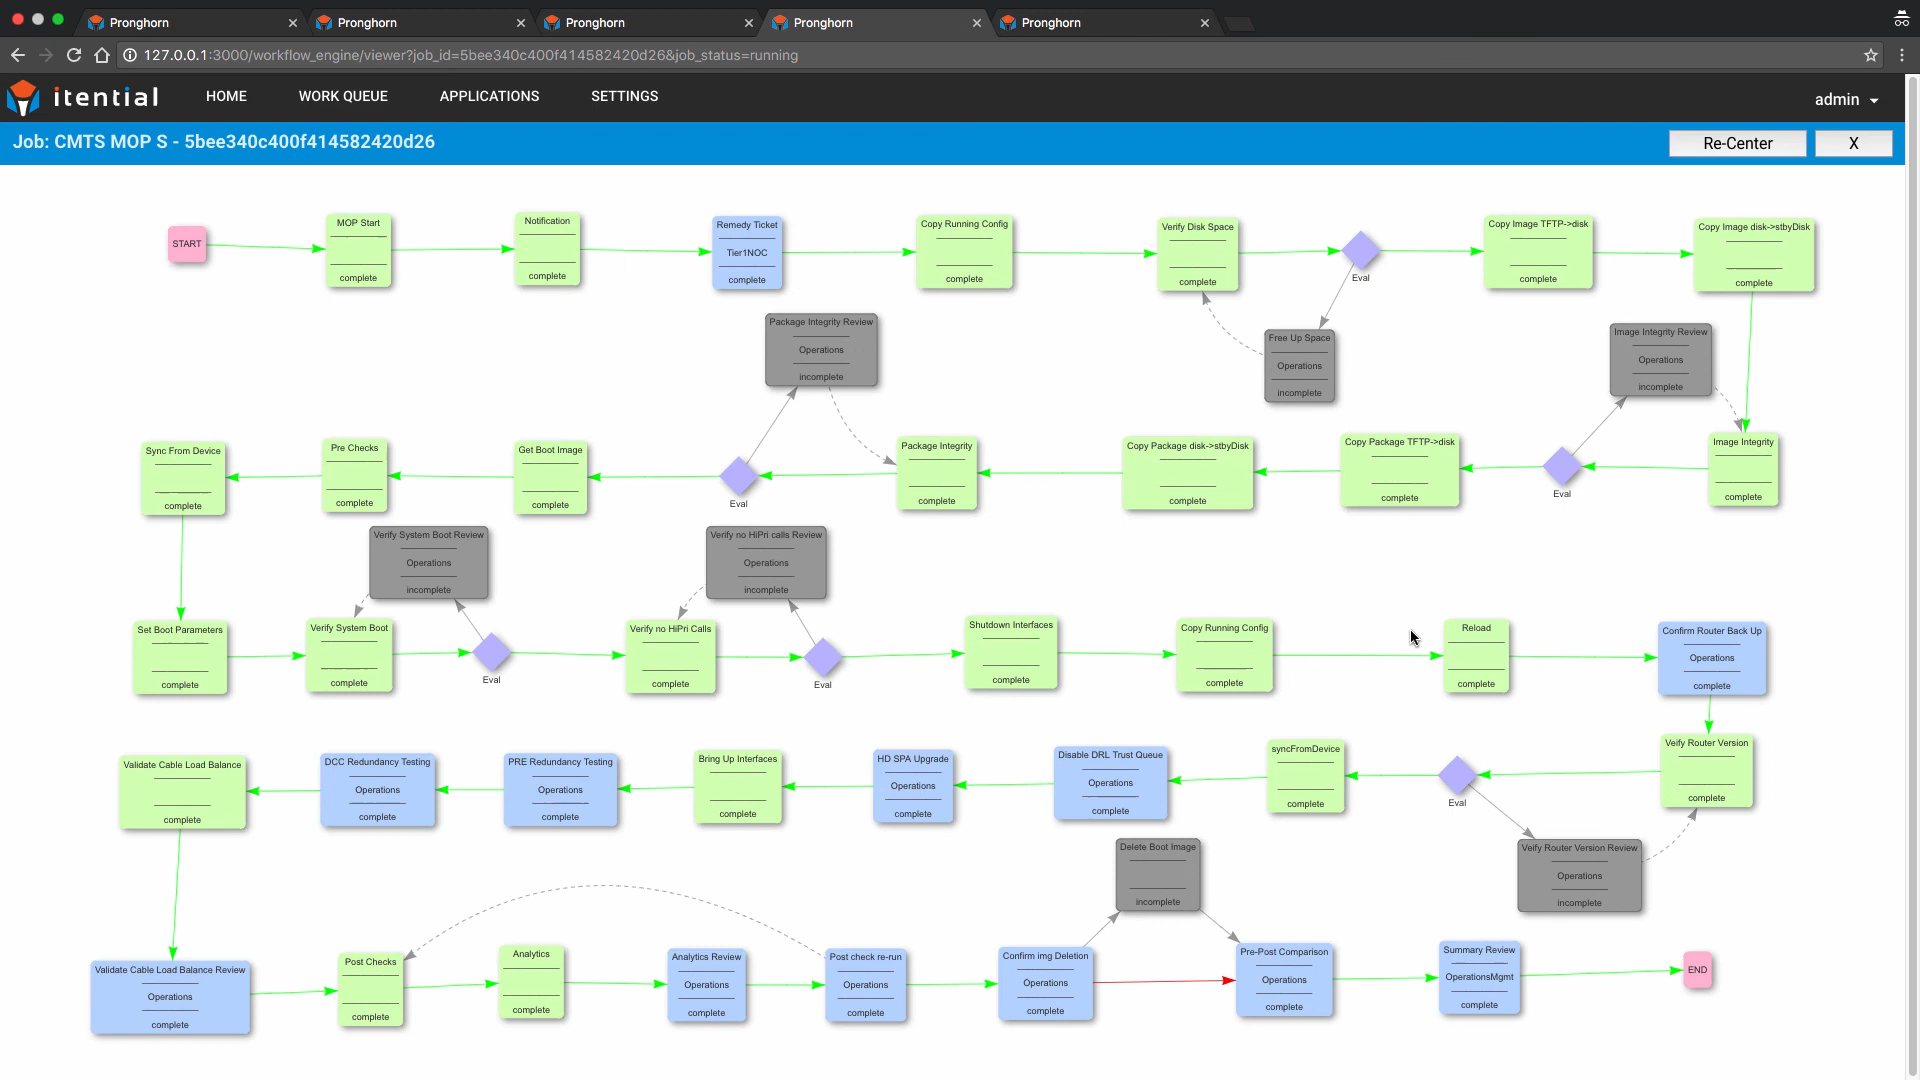 Pronghorn
Pronghorn
Pronghorn
Pronghorn
Pronghorn
127.0.0.1:3000/workflow_engine/viewer?job_id=5bee340c400f414582420d26&job_status=running
itential
HOME
WORK QUEUE
APPLICATIONS
SETTINGS
admin
Job: CMTS MOP S - 5bee340c400f414582420d26
Re-Center
X
START
MOP Start
complete
Notification
complete
Remedy Ticket
Tier1NOC
complete
Copy Running Config
complete
Verify Disk Space
complete
Eval
Copy Image TFTP->disk
complete
Copy Image disk->stbyDisk
complete
Package Integrity Review
Operations
incomplete
Free Up Space
Operations
incomplete
Image Integrity Review
Operations
incomplete
Sync From Device
complete
Pre Checks
complete
Get Boot Image
complete
Eval
Package Integrity
complete
Copy Package disk->stbyDisk
complete
Copy Package TFTP->disk
complete
Eval
Image Integrity
complete
Verify System Boot Review
Operations
incomplete
Verify no HiPri calls Review
Operations
incomplete
Set Boot Parameters
complete
Verify System Boot
complete
Eval
Verify no HiPri Calls
complete
Eval
Shutdown Interfaces
complete
Copy Running Config
complete
Reload
complete
Confirm Router Back Up
Operations
complete
Validate Cable Load Balance
complete
DCC Redundancy Testing
Operations
complete
PRE Redundancy Testing
Operations
complete
Bring Up Interfaces
complete
HD SPA Upgrade
Operations
complete
Disable DRL Trust Queue
Operations
complete
syncFromDevice
complete
Eval
Veify Router Version
complete
Delete Boot Image
incomplete
Veify Router Version Review
Operations
incomplete
Validate Cable Load Balance Review
Operations
complete
Post Checks
complete
Analytics
complete
Analytics Review
Operations
complete
Post check re-run
Operations
complete
Confirm img Deletion
Operations
complete
Pre-Post Comparison
Operations
complete
Summary Review
OperationsMgmt
complete
END